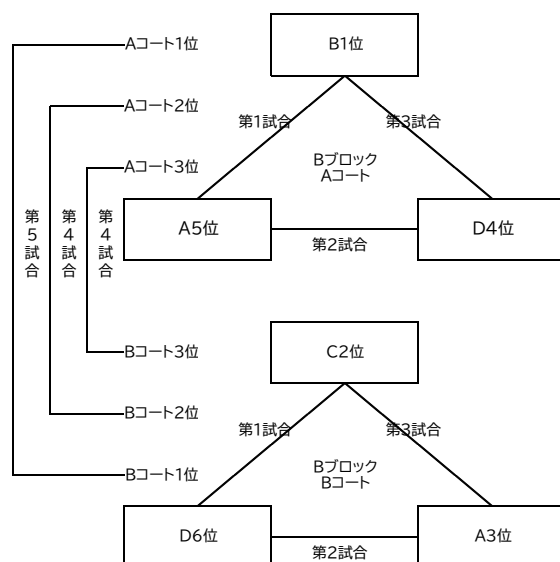 Aコート1位
B1位
Aコート2位
第1試合
第3試合
Aコート3位
Bブロック
Aコート
第5試合
第4試合
第4試合
A5位
D4位
第2試合
Bコート3位
C2位
Bコート2位
第1試合
第3試合
Bコート1位
Bブロック
Bコート
D6位
A3位
第2試合